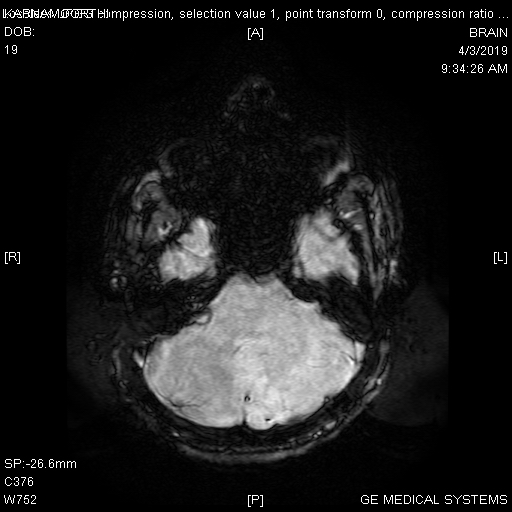 compression, selection value 1, point transform 0, compression ratio ...
DOB:
19
[A]
BRAIN
4/3/2019
9:34:26 AM
[R]
[L]
SP:-26.6mm
C376
W752
[P]
GE MEDICAL SYSTEMS